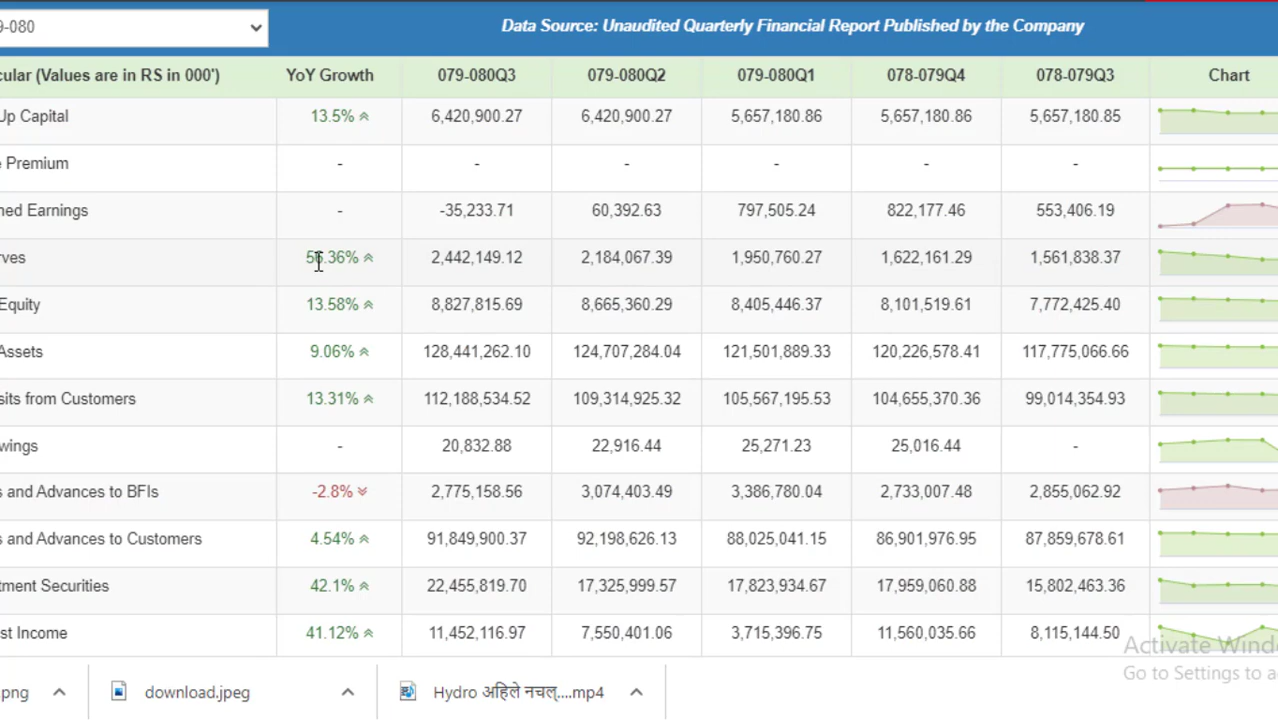 9-080
Data Source: Unaudited Quarterly Financial Report Published by the Company
cular (Values are in RS in 000') YoY Growth 079-080Q3 079-080Q2 079-080Q1 078-079Q4 078-079Q3 Chart
Up Capital 13.5% 6,420,900.27 6,420,900.27 5,657,180.86 5,657,180.86 5,657,180.85
e Premium - - - - - -
ned Earnings - -35,233.71 60,392.63 797,505.24 822,177.46 553,406.19
rves 56.36% 2,442,149.12 2,184,067.39 1,950,760.27 1,622,161.29 1,561,838.37
Equity 13.58% 8,827,815.69 8,665,360.29 8,405,446.37 8,101,519.61 7,772,425.40
Assets 9.06% 128,441,262.10 124,707,284.04 121,501,889.33 120,226,578.41 117,775,066.66
sits from Customers 13.31% 112,188,534.52 109,314,925.32 105,567,195.53 104,655,370.36 99,014,354.93
wings - 20,832.88 22,916.44 25,271.23 25,016.44 -
s and Advances to BFIs -2.8% 2,775,158.56 3,074,403.49 3,386,780.04 2,733,007.48 2,855,062.92
s and Advances to Customers 4.54% 91,849,900.37 92,198,626.13 88,025,041.15 86,901,976.95 87,859,678.61
tment Securities 42.1% 22,455,819.70 17,325,999.57 17,823,934.67 17,959,060.88 15,802,463.36
st Income 41.12% 11,452,116.97 7,550,401.06 3,715,396.75 11,560,035.66 8,115,144.50
Activate Wind
Go to Settings to a
png download.jpeg Hydro अहिले नचल्....mp4